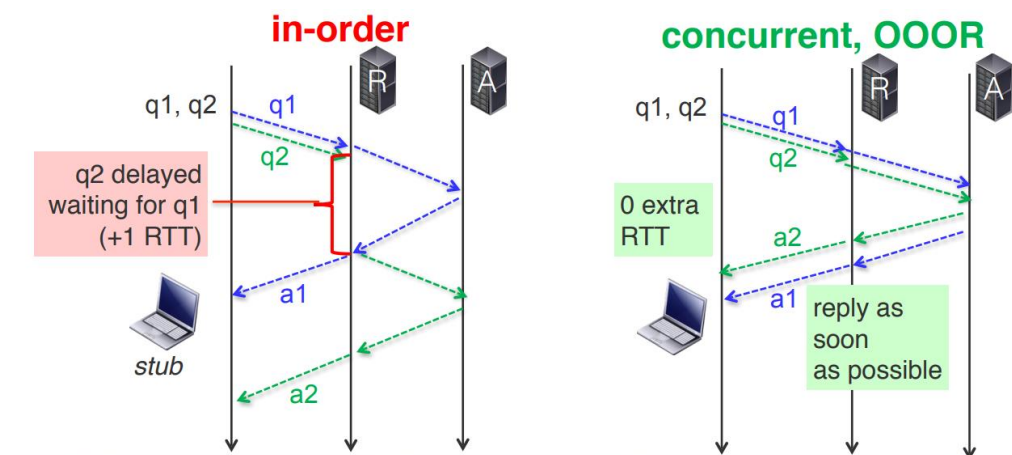 in-order
R
A
q1, q2
q1
q2
q2 delayed
waiting for q1
(+1 RTT)
a1
stub
a2
concurrent, OOOR
R
A
q1, q2
q1
q2
0 extra
RTT
a2
a1
reply as
soon
as possible